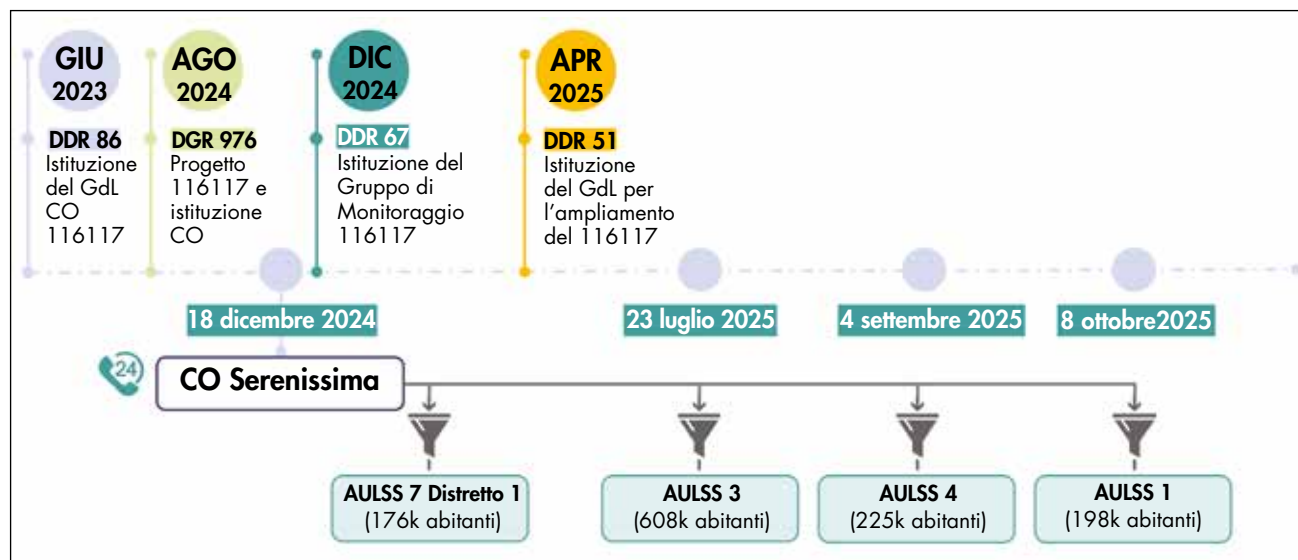 GIU
2023
DDR 86
Istituzione
del GdL
CO
116117
AGO
2024
DGR 976
Progetto
116117 e
istituzione
CO
DIC
2024
DDR 67
Istituzione del
Gruppo di
Monitoraggio
116117
APR
2025
DDR 51
Istituzione
del GdL per
l'ampliamento
del 116117
18 dicembre 2024
23 luglio 2025
4 settembre 2025
8 ottobre2025
24
CO Serenissima
AULSS 7 Distretto 1
(176k abitanti)
AULSS 3
(608k abitanti)
AULSS 4
(225k abitanti)
AULSS 1
(198k abitanti)